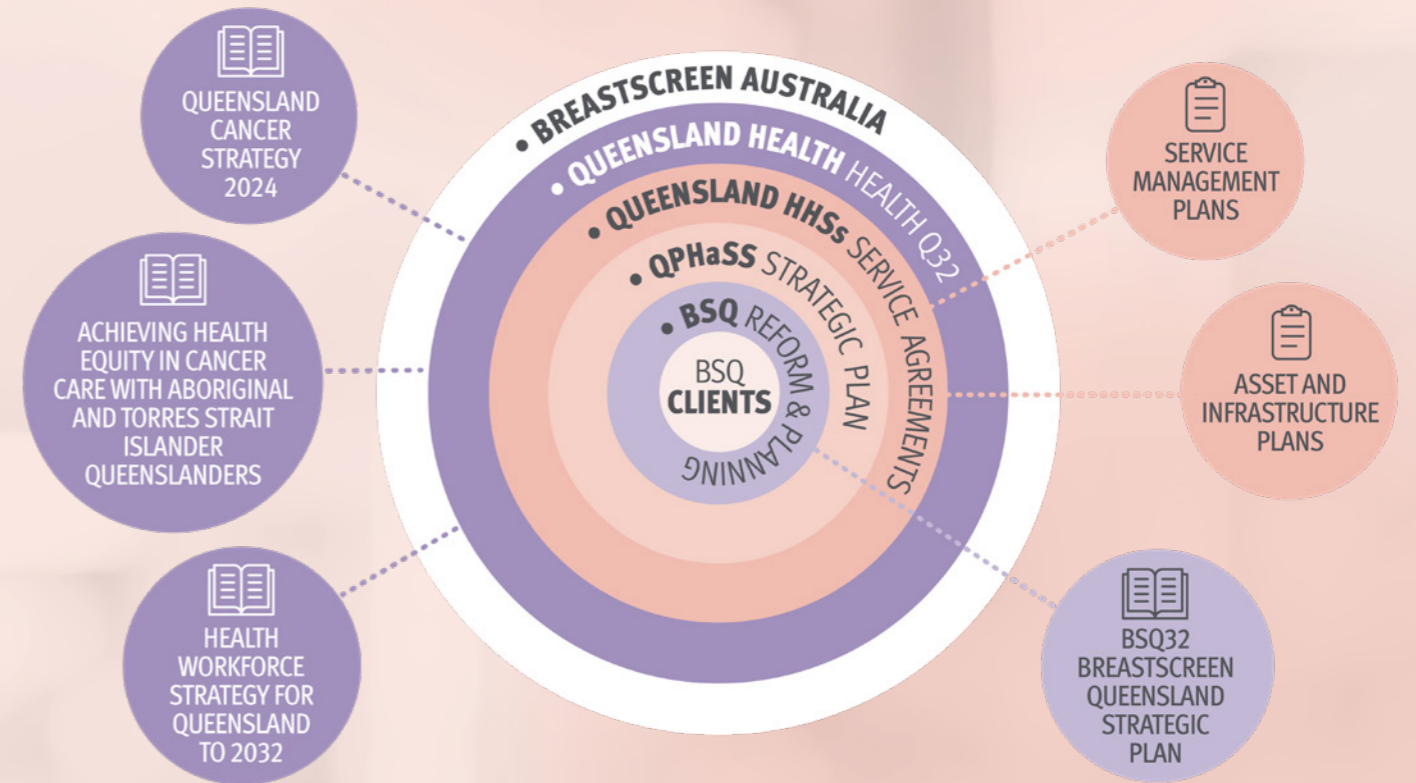 QUEENSLAND
CANCER
STRATEGY
2024
ACHIEVING HEALTH
EQUITY IN CANCER
CARE WITH ABORIGINAL
AND TORRES STRAIT
ISLANDER
QUEENSLANDERS
HEALTH
WORKFORCE
STRATEGY FOR
QUEENSLAND
TO 2032
• BREASTSCREEN AUSTRALIA
• QUEENSLAND HEALTH HEALTH Q32
• QUEENSLAND HHSs SERVICE AGREEMENTS
• QPHaSS STRATEGIC PLAN
• BSQ REFORM & PLANNING
BSQ
CLIENTS
SERVICE
MANAGEMENT
PLANS
ASSET AND
INFRASTRUCTURE
PLANS
BSQ32
BREASTSCREEN
QUEENSLAND
STRATEGIC
PLAN